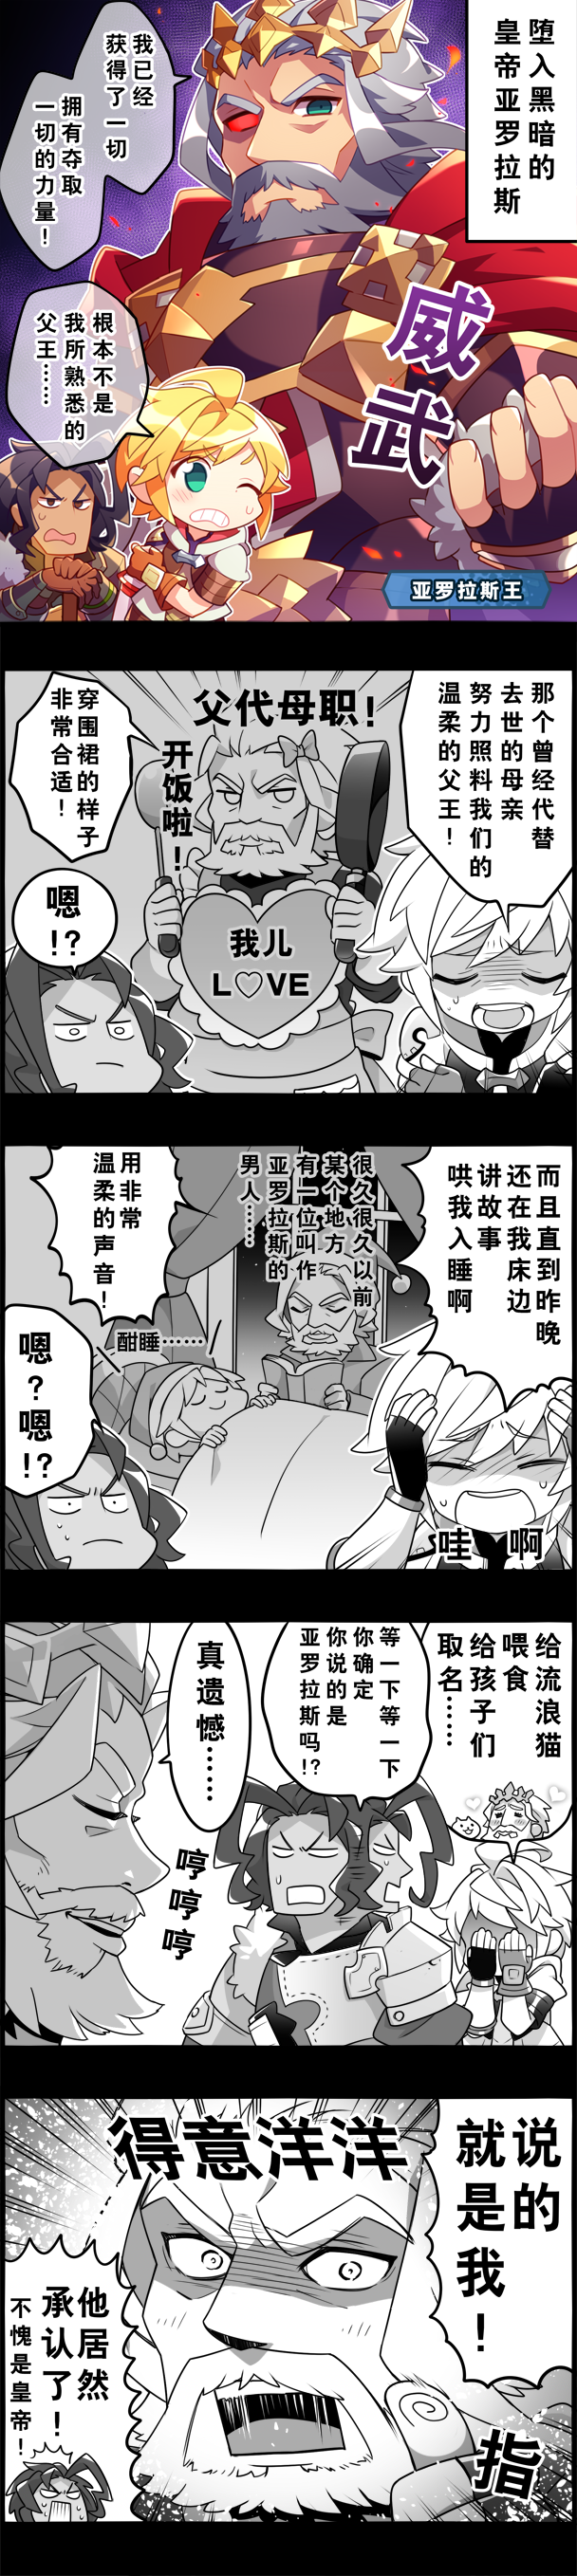 堕入黑暗的
皇帝亚罗拉斯
我已经
获得了一切
拥有夺取
一切的力量！
威武
根本不是
我所熟悉的
父王……
亚罗拉斯王
那个曾经代替
去世的母亲
努力照料我们的
温柔的父王！
父代母职！
开饭啦！
我儿
L♡VE
穿围裙的样子
非常合适！
嗯
！？
而且直到昨晚
还在我床边
讲故事
哄我入睡啊
很久很久以前
某个地方
有一位叫作
亚罗拉斯的
男人……
用非常
温柔的声音！
酣睡……
嗯？嗯！？
哇啊
给流浪猫
喂食
给孩子们
取名……
等一下等一下
你确定
你说的是
亚罗拉斯吗！？
真遗憾……
哼哼哼
说的
就是我！
得意洋洋
指
他居然
承认了！
不愧是皇帝！